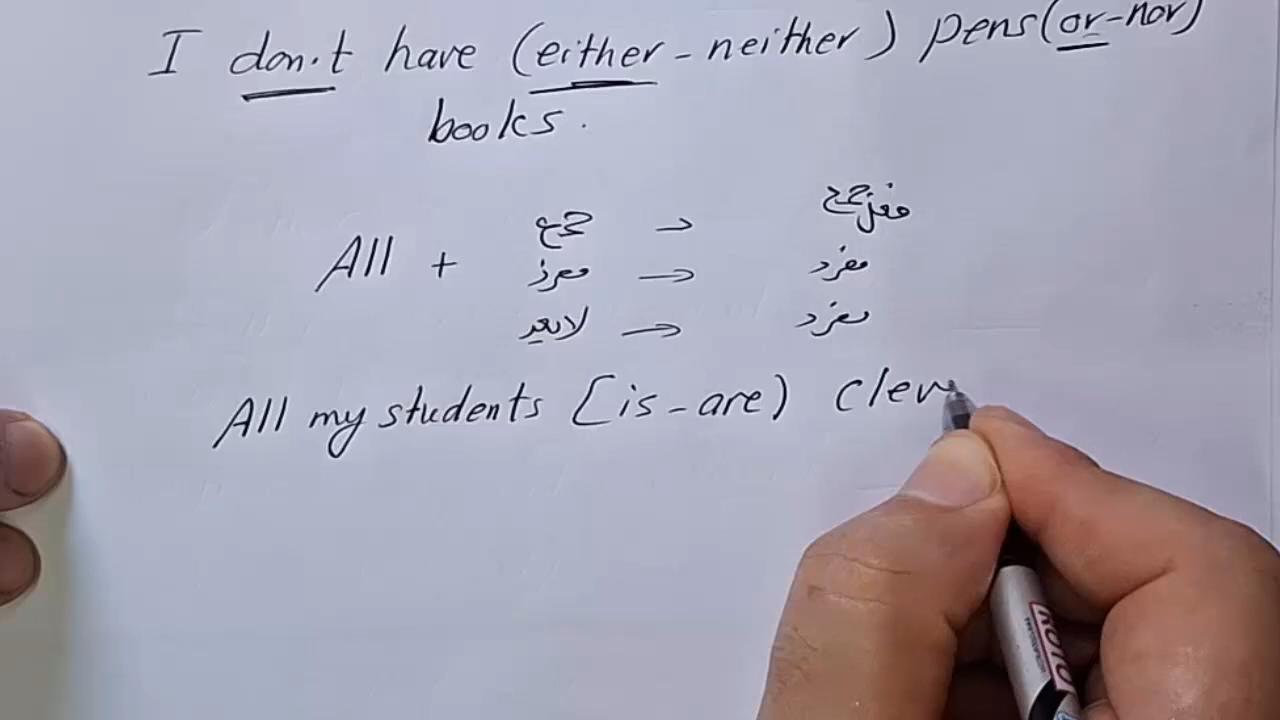 I don't have (either - neither) pens (or - nor)
books.
جمع → فعل جمع
All + مفرد → مفرد
لا يعد → مفرد
All my students [is - are) clev